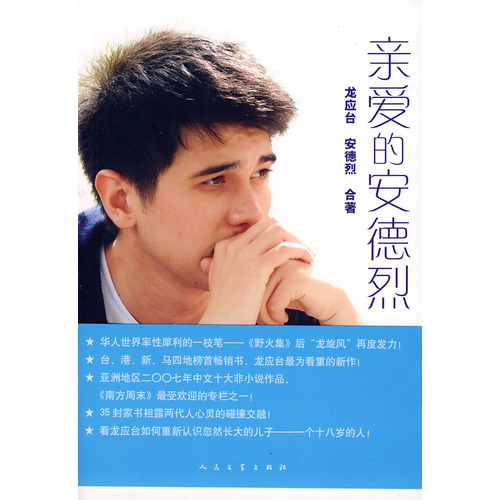 亲爱的安德烈
龙应台 安德烈 合著
★ 华人世界率性犀利的一枝笔——《野火集》后“龙旋风”再度发力！
★ 台、港、新、马四地榜首畅销书，龙应台最为看重的新作！
★ 亚洲地区二〇〇七年中文十大非小说作品，
《南方周末》最受欢迎的专栏之一！
★ 35封家书袒露两代人心灵的碰撞交融！
★ 看龙应台如何重新认识忽然长大的儿子——一个十八岁的人！
人民文学出版社